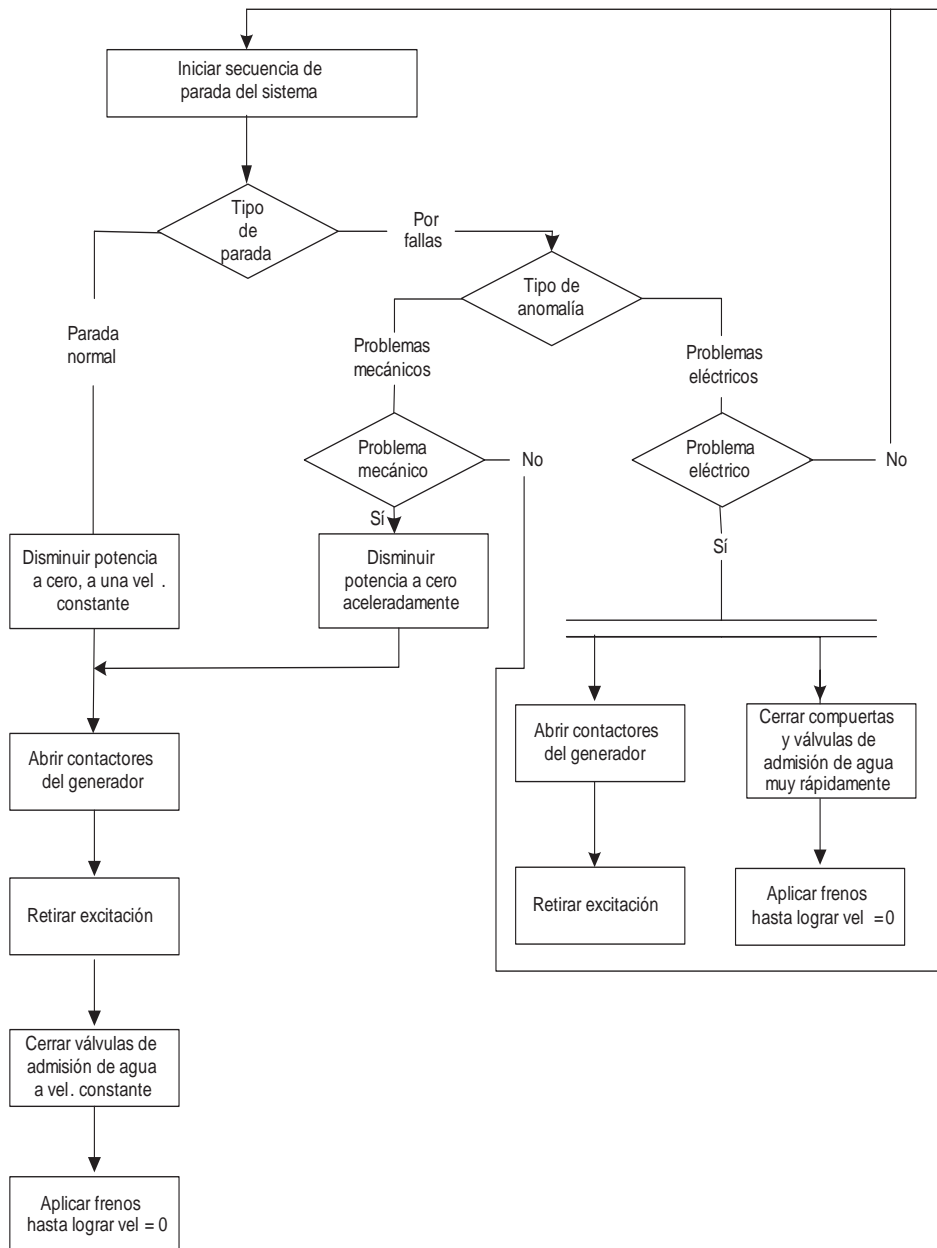 Iniciar secuencia de
parada del sistema
Tipo
de
parada
Por
fallas
Tipo de
anomalía
Parada
normal
Problemas
mecánicos
Problemas
eléctricos
Problema
mecánico
No
Problema
eléctrico
No
Sí
Sí
Disminuir potencia
a cero, a una vel .
constante
Disminuir
potencia a cero
aceleradamente
Abrir contactores
del generador
Abrir contactores
del generador
Cerrar compuertas
y válvulas de
admisión de agua
muy rápidamente
Retirar excitación
Retirar excitación
Aplicar frenos
hasta lograr vel = 0
Cerrar válvulas de
admisión de agua
a vel. constante
Aplicar frenos
hasta lograr vel = 0